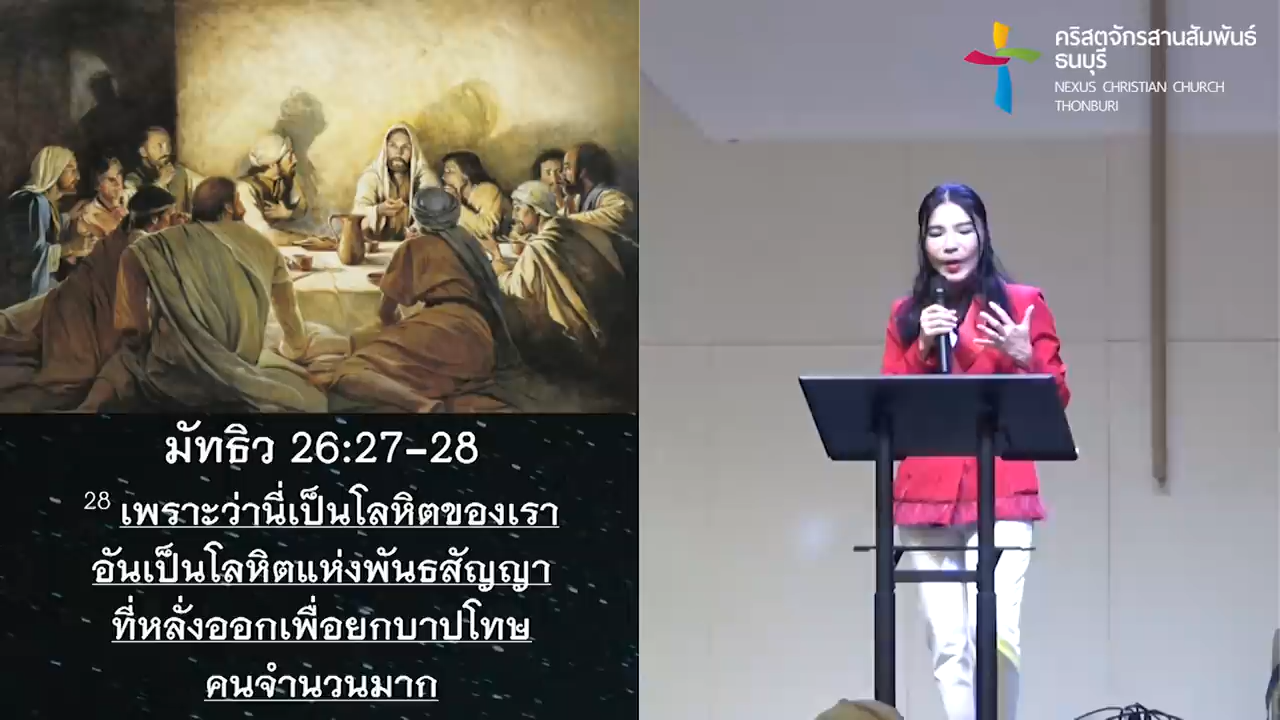 คริสตจักรสานสัมพันธ์
ธนบุรี
NEXUS CHRISTIAN CHURCH
THONBURI
มัทธิว 26:27-28
28 เพราะว่านี่เป็นโลหิตของเรา
อันเป็นโลหิตแห่งพันธสัญญา
ที่หลั่งออกเพื่อยกบาปโทษ
คนจำนวนมาก